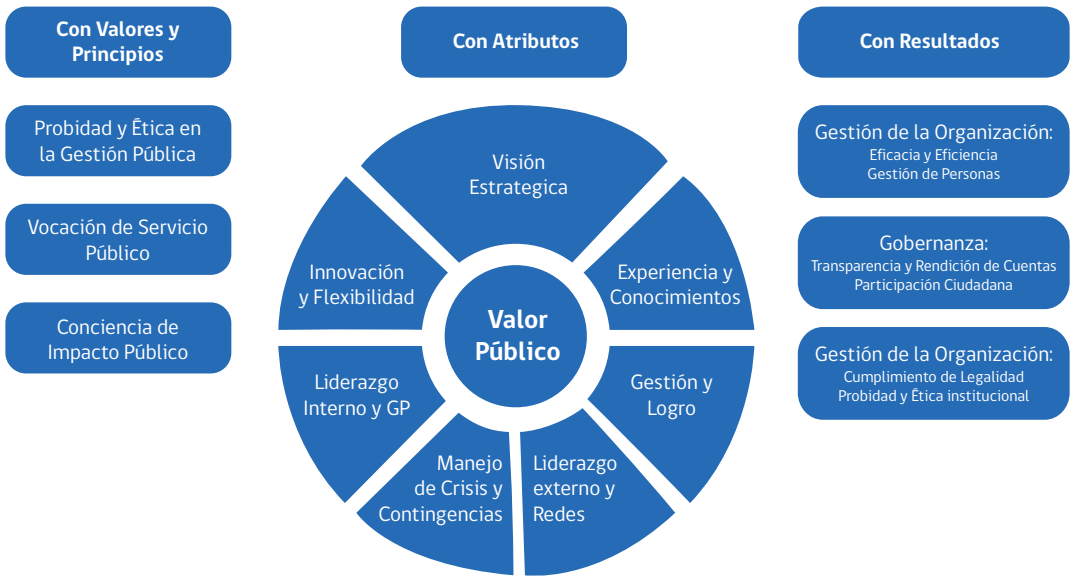 Con Valores y
Principios
Probidad y Ética en
la Gestión Pública
Vocación de Servicio
Público
Conciencia de
Impacto Público
Con Atributos
Visión
Estrategica
Experiencia y
Conocimientos
Gestión y
Logro
Liderazgo
externo y
Redes
Manejo
de Crisis y
Contingencias
Liderazgo
Interno y GP
Innovación
y Flexibilidad
Valor
Público
Con Resultados
Gestión de la Organización:
Eficacia y Eficiencia
Gestión de Personas
Gobernanza:
Transparencia y Rendición de Cuentas
Participación Ciudadana
Gestión de la Organización:
Cumplimiento de Legalidad
Probidad y Ética institucional